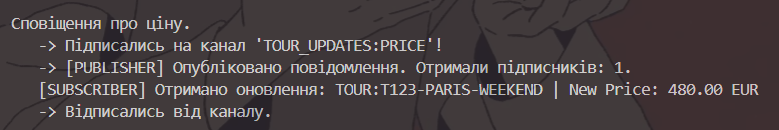 Сповіщення про ціну.
-> Підписались на канал 'TOUR_UPDATES:PRICE'!
-> [PUBLISHER] Опубліковано повідомлення. Отримали підписників: 1.
[SUBSCRIBER] Отримано оновлення: TOUR:T123-PARIS-WEEKEND | New Price: 480.00 EUR
-> Відписались від каналу.